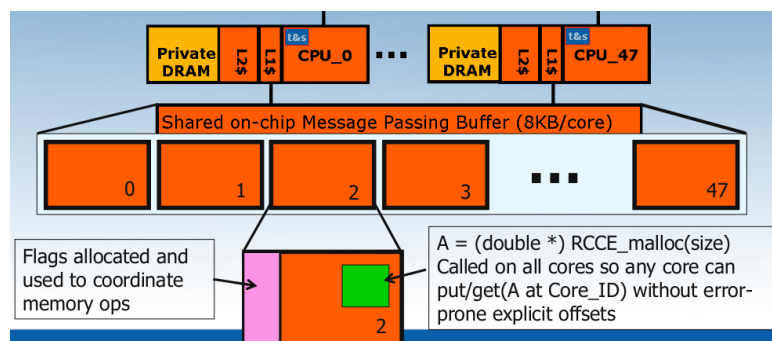 t&s
Private
DRAM
L2$
L1$
CPU_0
...
t&s
Private
DRAM
L2$
L1$
CPU_47
Shared on-chip Message Passing Buffer (8KB/core)
0
1
2
3
...
47
Flags allocated and
used to coordinate
memory ops
2
A = (double *) RCCE_malloc(size)
Called on all cores so any core can
put/get(A at Core_ID) without error-
prone explicit offsets